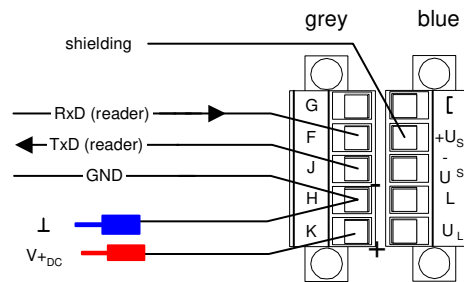 grey blue
shielding
G [
RxD (reader) F +US
TxD (reader) J - US
GND H - L
⊥
K + UL
V+DC